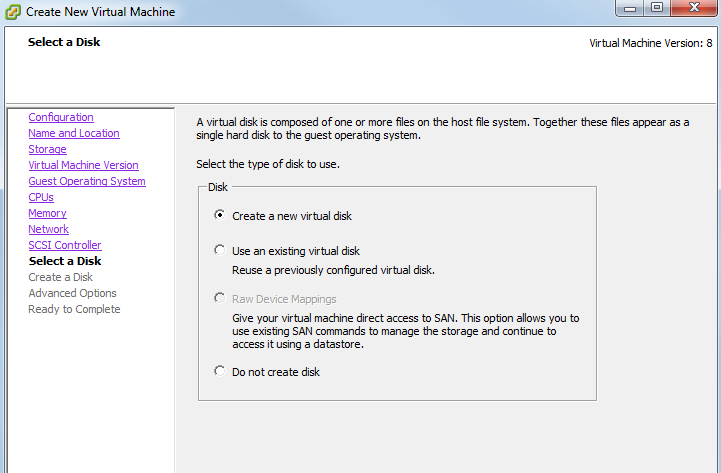 Create New Virtual Machine
Select a Disk
Virtual Machine Version: 8
Configuration
Name and Location
Storage
Virtual Machine Version
Guest Operating System
CPUs
Memory
Network
SCSI Controller
Select a Disk
Create a Disk
Advanced Options
Ready to Complete
A virtual disk is composed of one or more files on the host file system. Together these files appear as a
single hard disk to the guest operating system.
Select the type of disk to use.
Disk
Create a new virtual disk
Use an existing virtual disk
Reuse a previously configured virtual disk.
Raw Device Mappings
Give your virtual machine direct access to SAN. This option allows you to
use existing SAN commands to manage the storage and continue to
access it using a datastore.
Do not create disk